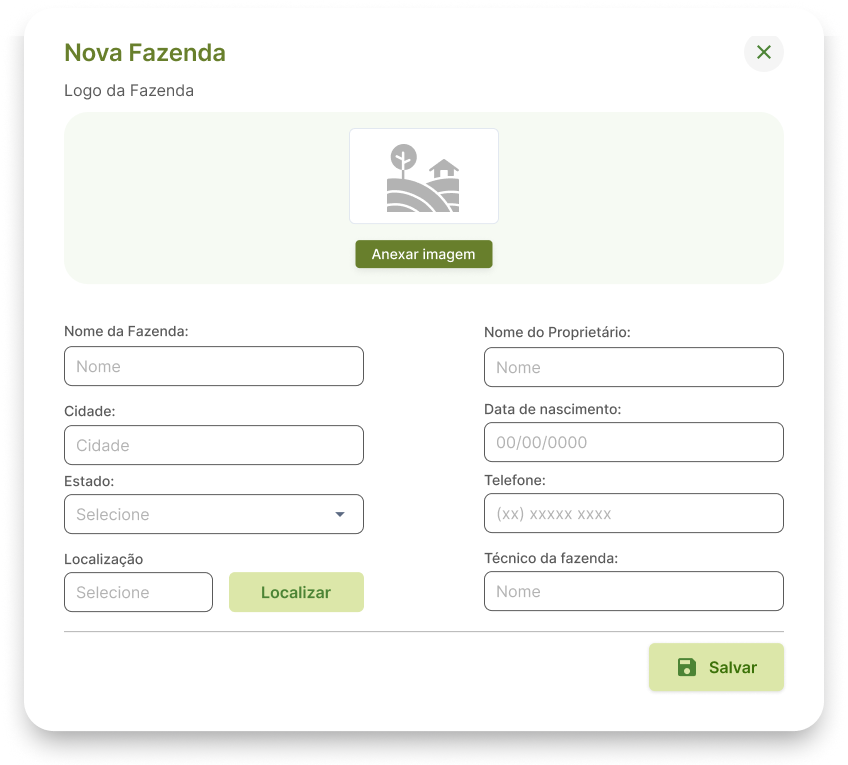 Nova Fazenda
Logo da Fazenda
Anexar imagem
Nome da Fazenda:
Nome
Cidade:
Cidade
Estado:
Selecione
Localização
Selecione
Localizar
Nome do Proprietário:
Nome
Data de nascimento:
00/00/0000
Telefone:
(xx) xxxxx xxxx
Técnico da fazenda:
Nome
Salvar